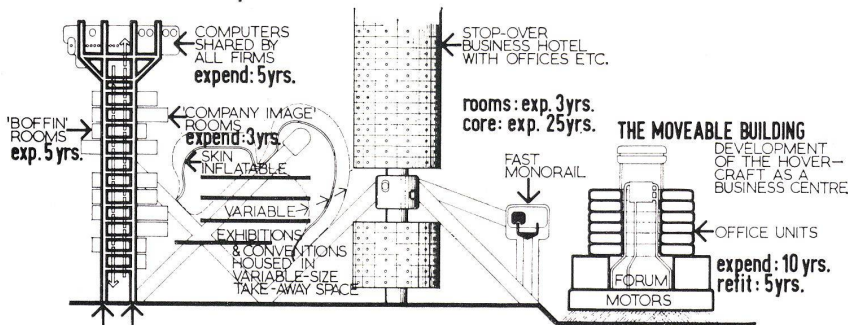 COMPUTERS
SHARED BY
ALL FIRMS
expend: 5yrs.
'BOFFIN'
ROOMS
exp. 5 yrs.
'COMPANY IMAGE'
ROOMS
expend: 3yrs.
SKIN
INFLATABLE
VARIABLE
EXHIBITIONS
& CONVENTIONS
HOUSED IN
VARIABLE-SIZE
TAKE-AWAY SPACE
STOP-OVER
BUSINESS HOTEL
WITH OFFICES ETC.
rooms: exp. 3yrs.
core: exp. 25yrs.
FAST
MONORAIL
THE MOVEABLE BUILDING
DEVELOPMENT
OF THE HOVER-
CRAFT AS A
BUSINESS CENTRE
OFFICE UNITS
expend: 10 yrs.
refit: 5yrs.
FORUM
MOTORS